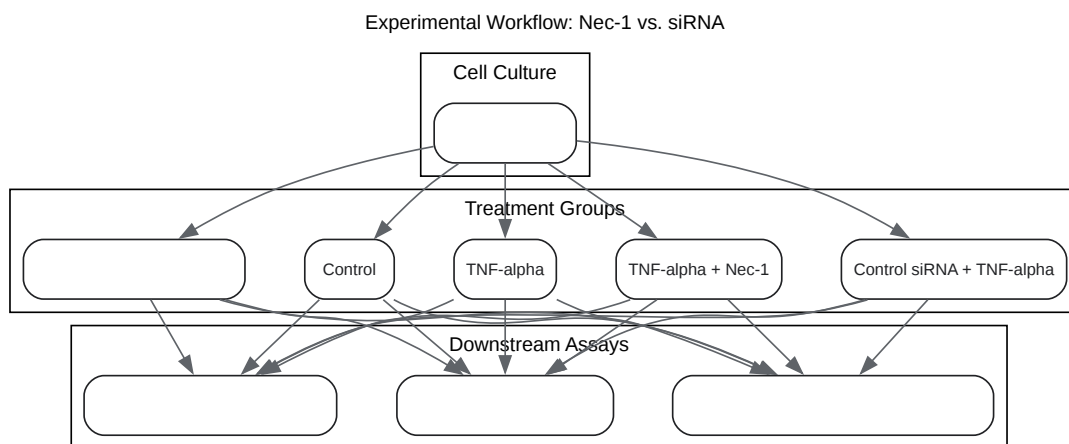 Experimental Workflow: Nec-1 vs. siRNA
Cell Culture
Treatment Groups
Control
TNF-alpha
TNF-alpha + Nec-1
Control siRNA + TNF-alpha
Downstream Assays